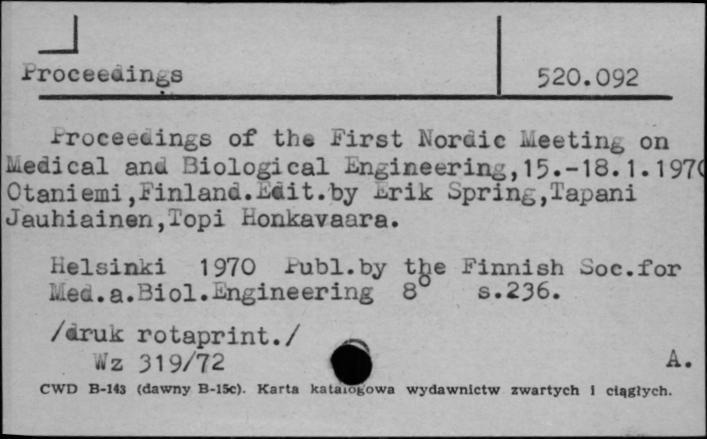 Proceedings
520.092
Proceedings of the First Nordic Meeting on
Medical and Biological Engineering,15.-18.1.1970
Otaniemi,Finland.Edit.by Erik Spring,Tapani
Jauhiainen,Topi Honkavaara.
Helsinki 1970 Publ.by the Finnish Soc.for
Med.a.Biol.Engineering 8° s.236.
/druk rotaprint./
Wz 319/72
A.
CWD B-143 (dawny B-15c). Karta katalogowa wydawnictw zwartych i ciągłych.